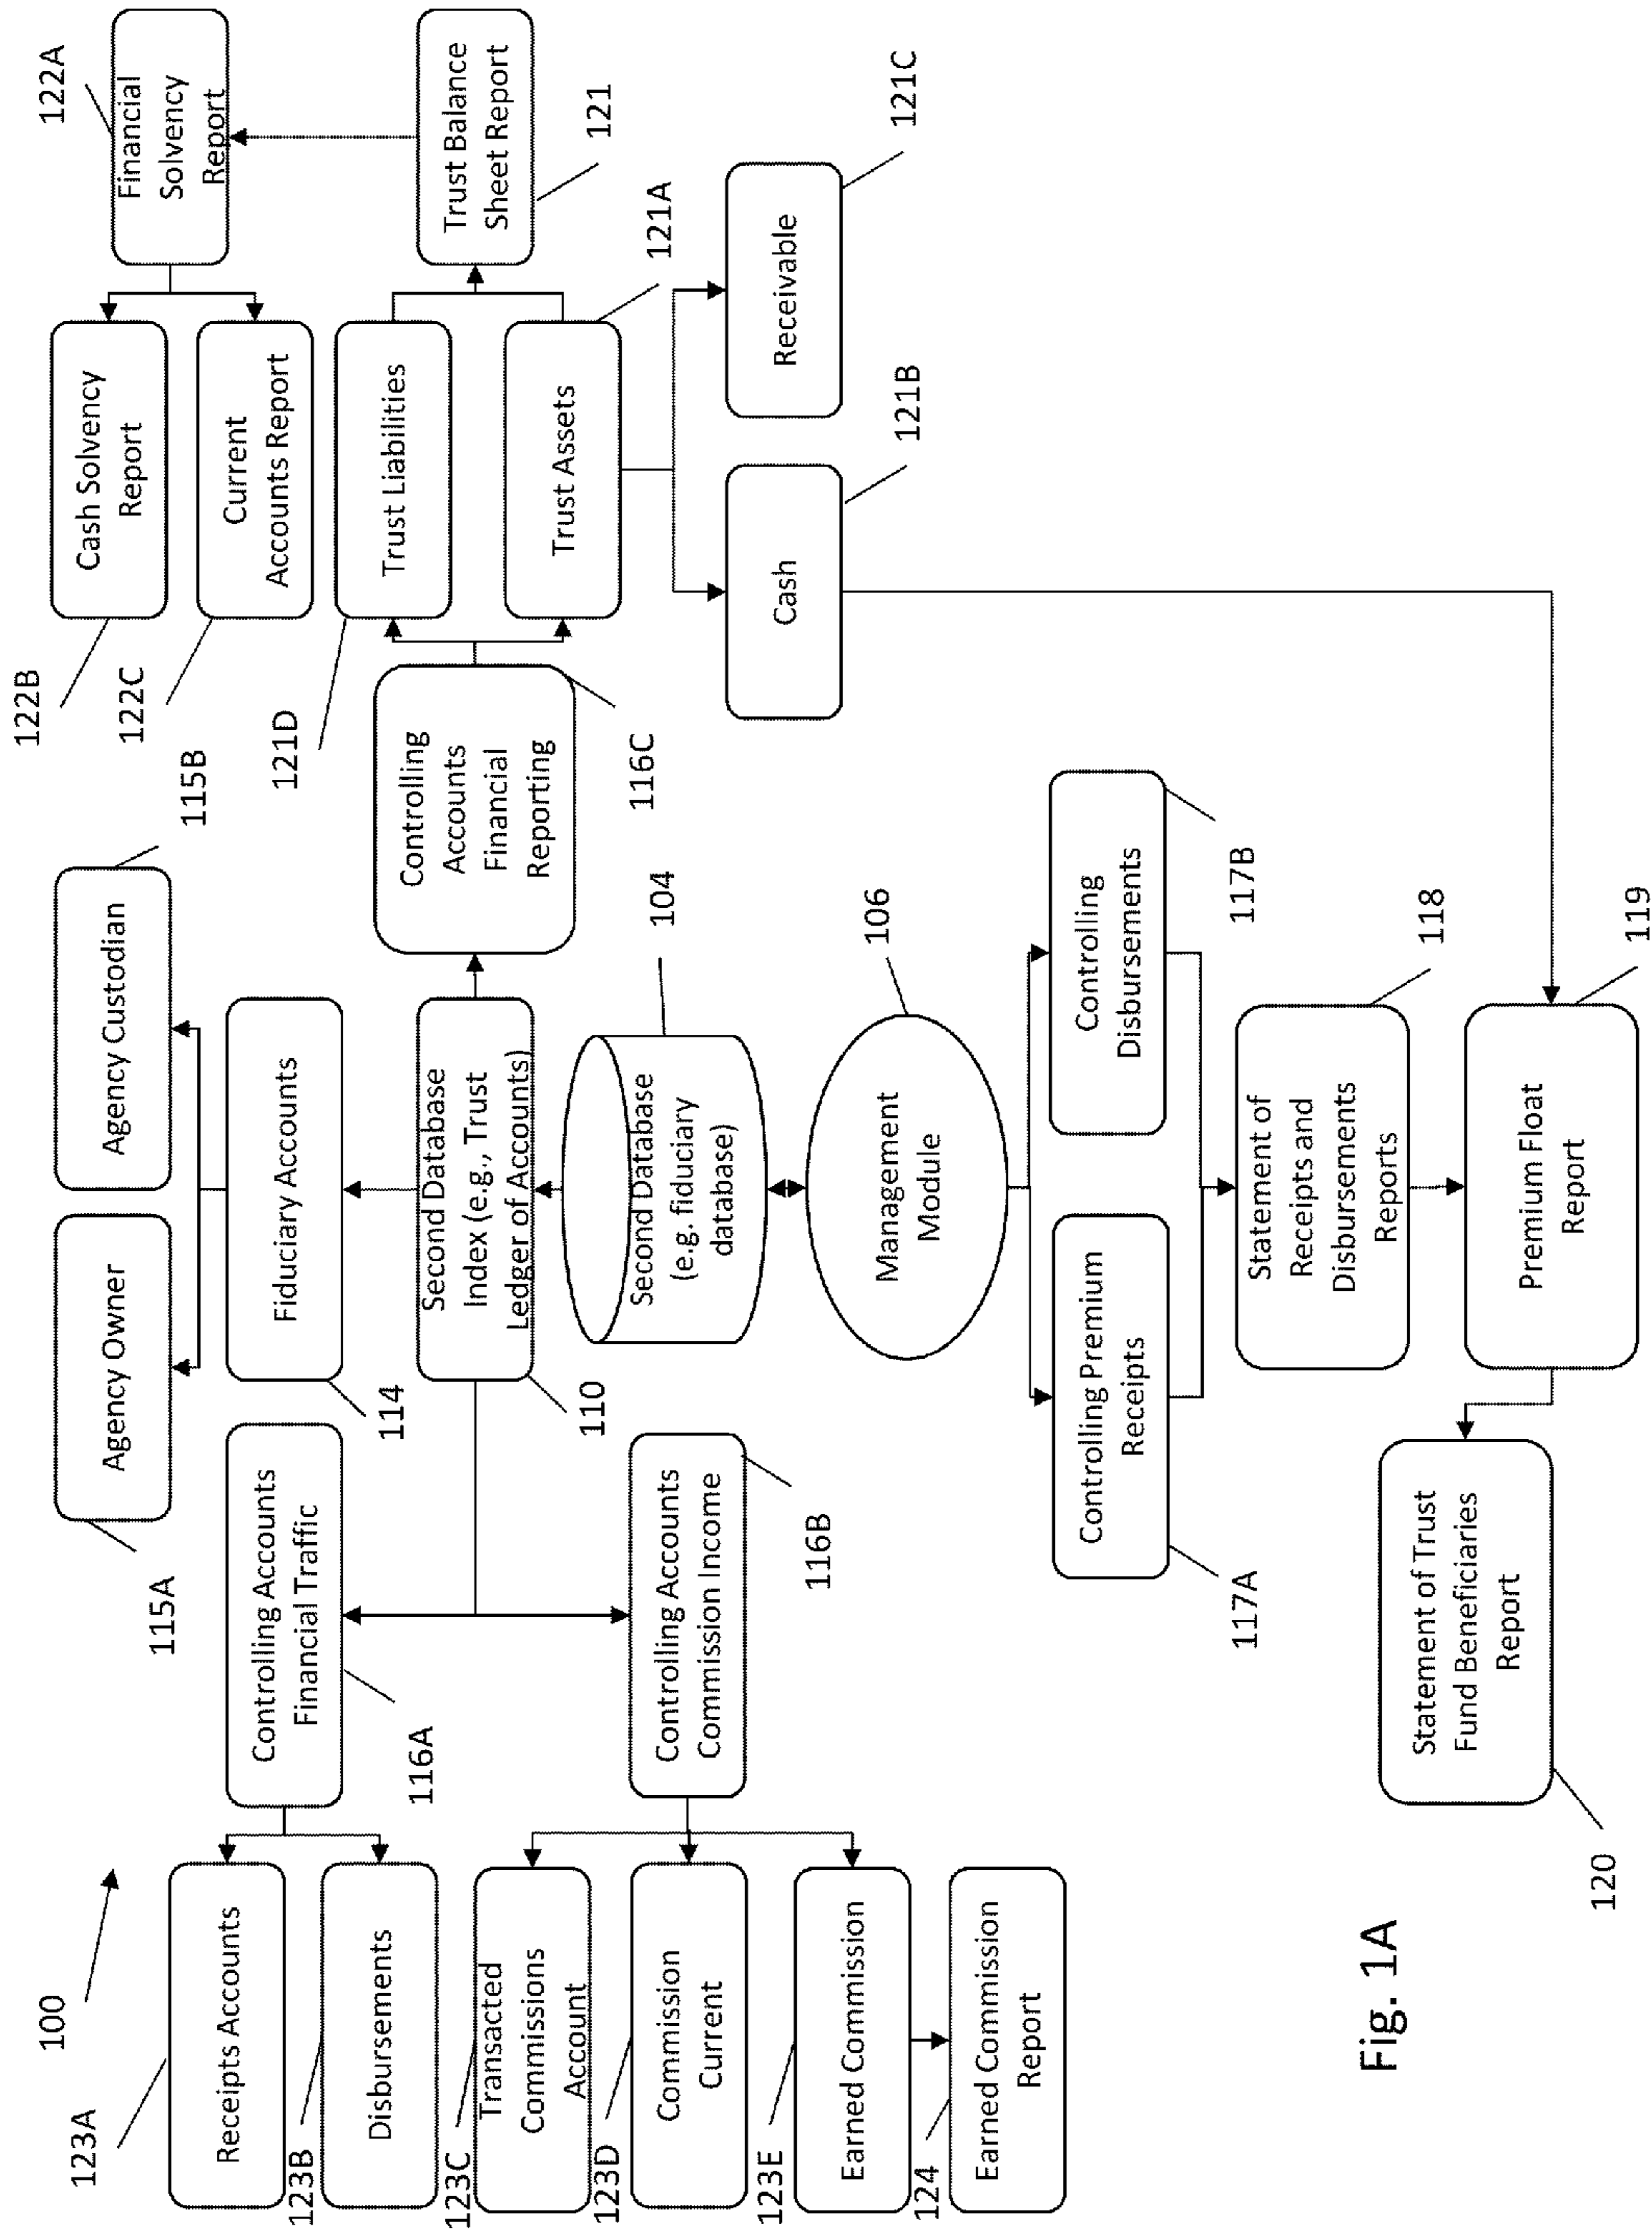 100
123A
Receipts Accounts
123B
Disbursements
123C
Transacted
Commissions
Account
123D
Commission
Current
123E
Earned Commission
124
Earned Commission
Report
Controlling Accounts
Financial Traffic
116A
Controlling Accounts
Commission Income
116B
115A
Agency Owner
Agency Custodian
115B
Fiduciary Accounts
114
Second Database
Index (e.g., Trust
Ledger of Accounts)
110
Second Database
(e.g. fiduciary
database)
104
Management
Module
106
Controlling Premium
Receipts
117A
Controlling
Disbursements
117B
Statement of
Receipts and
Disbursements
Reports
118
Premium Float
Report
119
Statement of Trust
Fund Beneficiaries
Report
120
Controlling
Accounts
Financial
Reporting
116C
122B
Cash Solvency
Report
122C
Current
Accounts Report
122A
Financial
Solvency
Report
121D
Trust Liabilities
Trust Assets
121A
Trust Balance
Sheet Report
121
Cash
121B
Receivable
121C
Fig. 1A